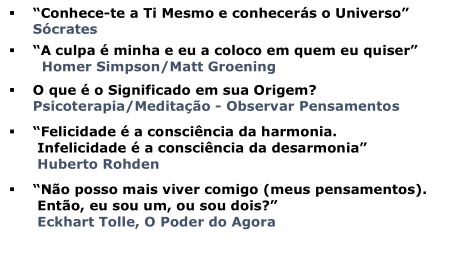 ▪ “Conhece-te a Ti Mesmo e conhecerás o Universo”
Sócrates
▪ “A culpa é minha e eu a coloco em quem eu quiser”
Homer Simpson/Matt Groening
▪ O que é o Significado em sua Origem?
Psicoterapia/Meditação - Observar Pensamentos
▪ “Felicidade é a consciência da harmonia.
Infelicidade é a consciência da desarmonia”
Huberto Rohden
▪ “Não posso mais viver comigo (meus pensamentos).
Então, eu sou um, ou sou dois?”
Eckhart Tolle, O Poder do Agora